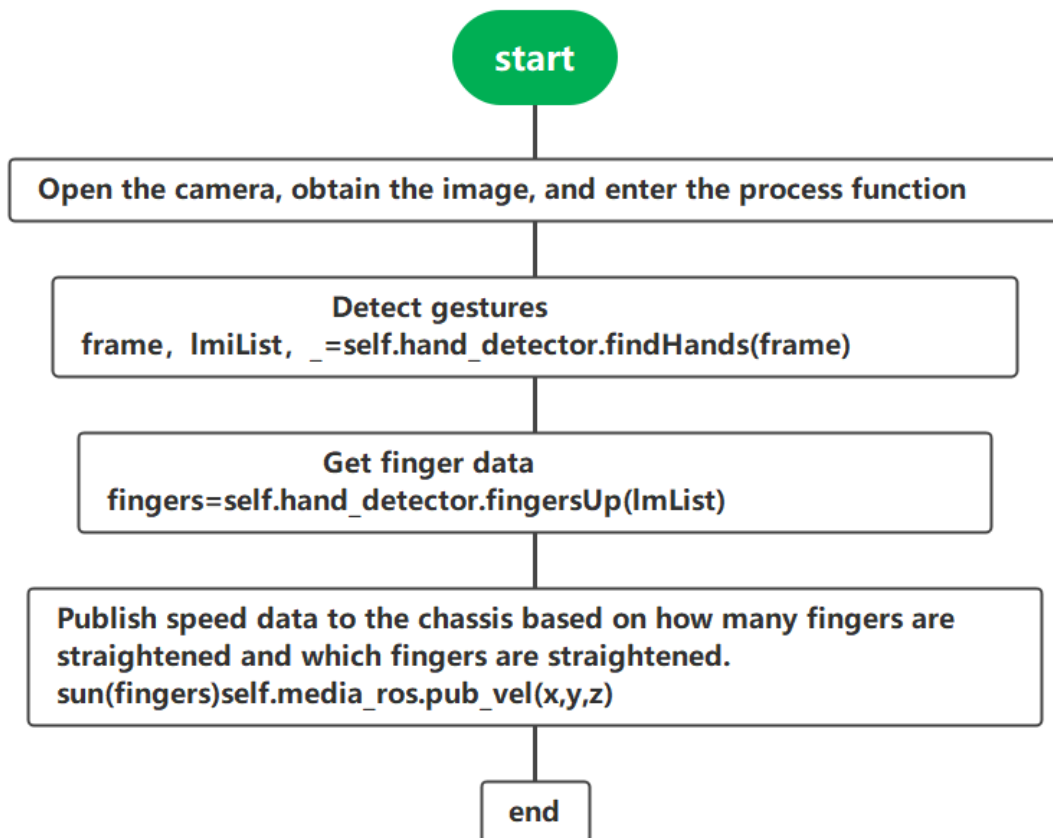 start
Open the camera, obtain the image, and enter the process function
Detect gestures
frame，lmiList，_=self.hand_detector.findHands(frame)
Get finger data
fingers=self.hand_detector.fingersUp(lmList)
Publish speed data to the chassis based on how many fingers are
straightened and which fingers are straightened.
sun(fingers)self.media_ros.pub_vel(x,y,z)
end